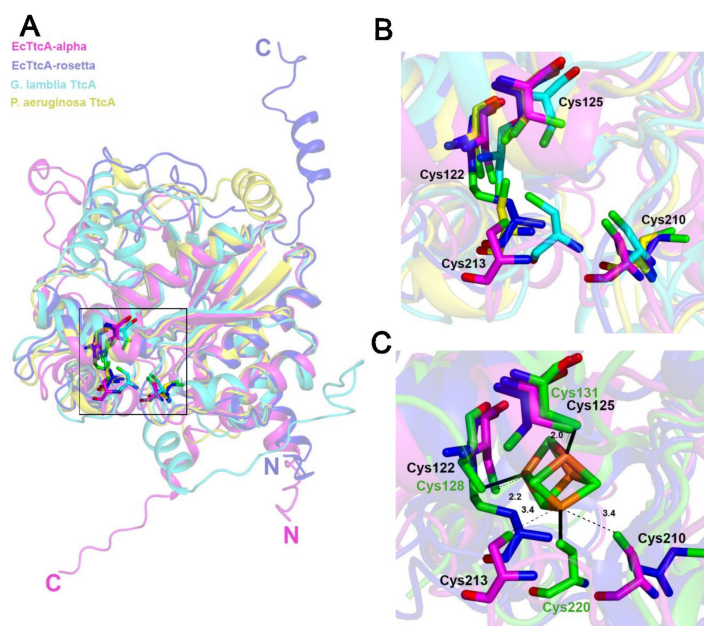 A
EcTtcA-alpha
EcTtcA-rosetta
G. lamblia TtcA
P. aeruginosa TtcA
C
N
N
C
B
Cys125
Cys122
Cys210
Cys213
C
Cys131
Cys125
2.0
Cys122
Cys128
2.2
3.4
3.4
Cys210
Cys213
Cys220